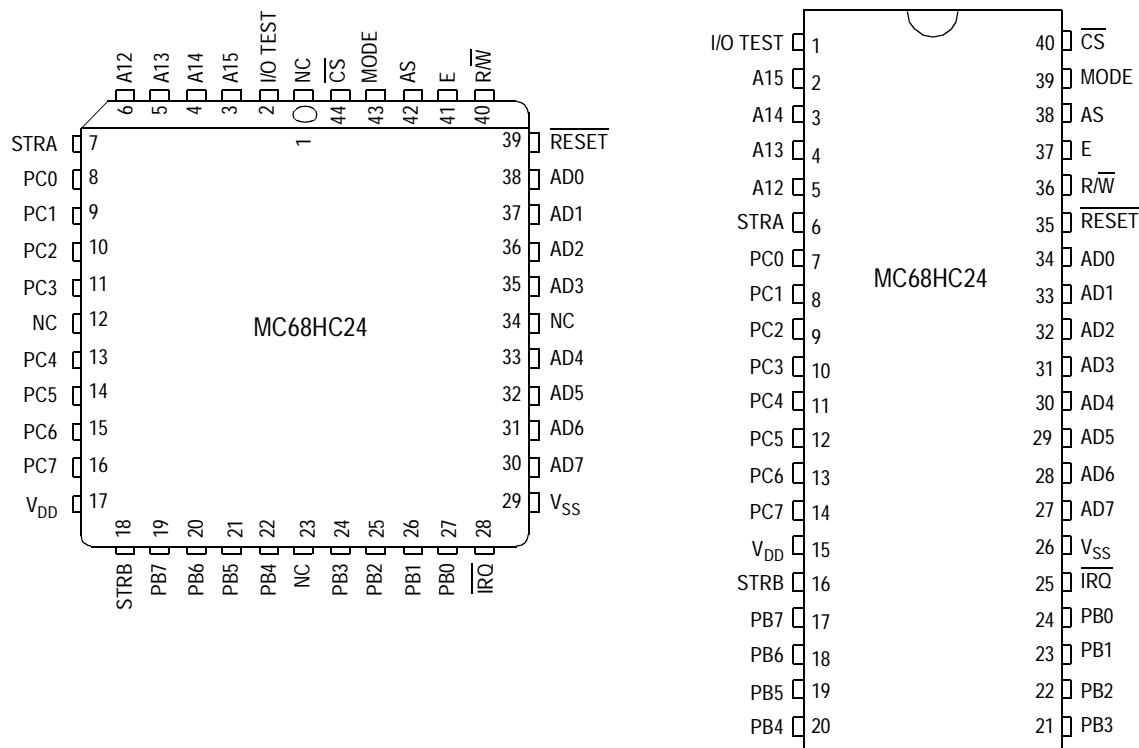 A12 A13 A14 A15 I/O TEST NC C̅S̅ MODE AS E R/W̅
6 5 4 3 2 1 44 43 42 41 40
STRA 7 39 R̅E̅S̅E̅T̅
PC0 8 38 AD0
PC1 9 37 AD1
PC2 10 36 AD2
PC3 11 35 AD3
NC 12 34 NC
MC68HC24
PC4 13 33 AD4
PC5 14 32 AD5
PC6 15 31 AD6
PC7 16 30 AD7
VDD 17 29 VSS
18 19 20 21 22 23 24 25 26 27 28
STRB PB7 PB6 PB5 PB4 NC PB3 PB2 PB1 PB0 I̅R̅Q̅
I/O TEST 1 40 C̅S̅
A15 2 39 MODE
A14 3 38 AS
A13 4 37 E
A12 5 36 R/W̅
STRA 6 35 R̅E̅S̅E̅T̅
PC0 7 34 AD0
MC68HC24
PC1 8 33 AD1
PC2 9 32 AD2
PC3 10 31 AD3
PC4 11 30 AD4
PC5 12 29 AD5
PC6 13 28 AD6
PC7 14 27 AD7
VDD 15 26 VSS
STRB 16 25 I̅R̅Q̅
PB7 17 24 PB0
PB6 18 23 PB1
PB5 19 22 PB2
PB4 20 21 PB3